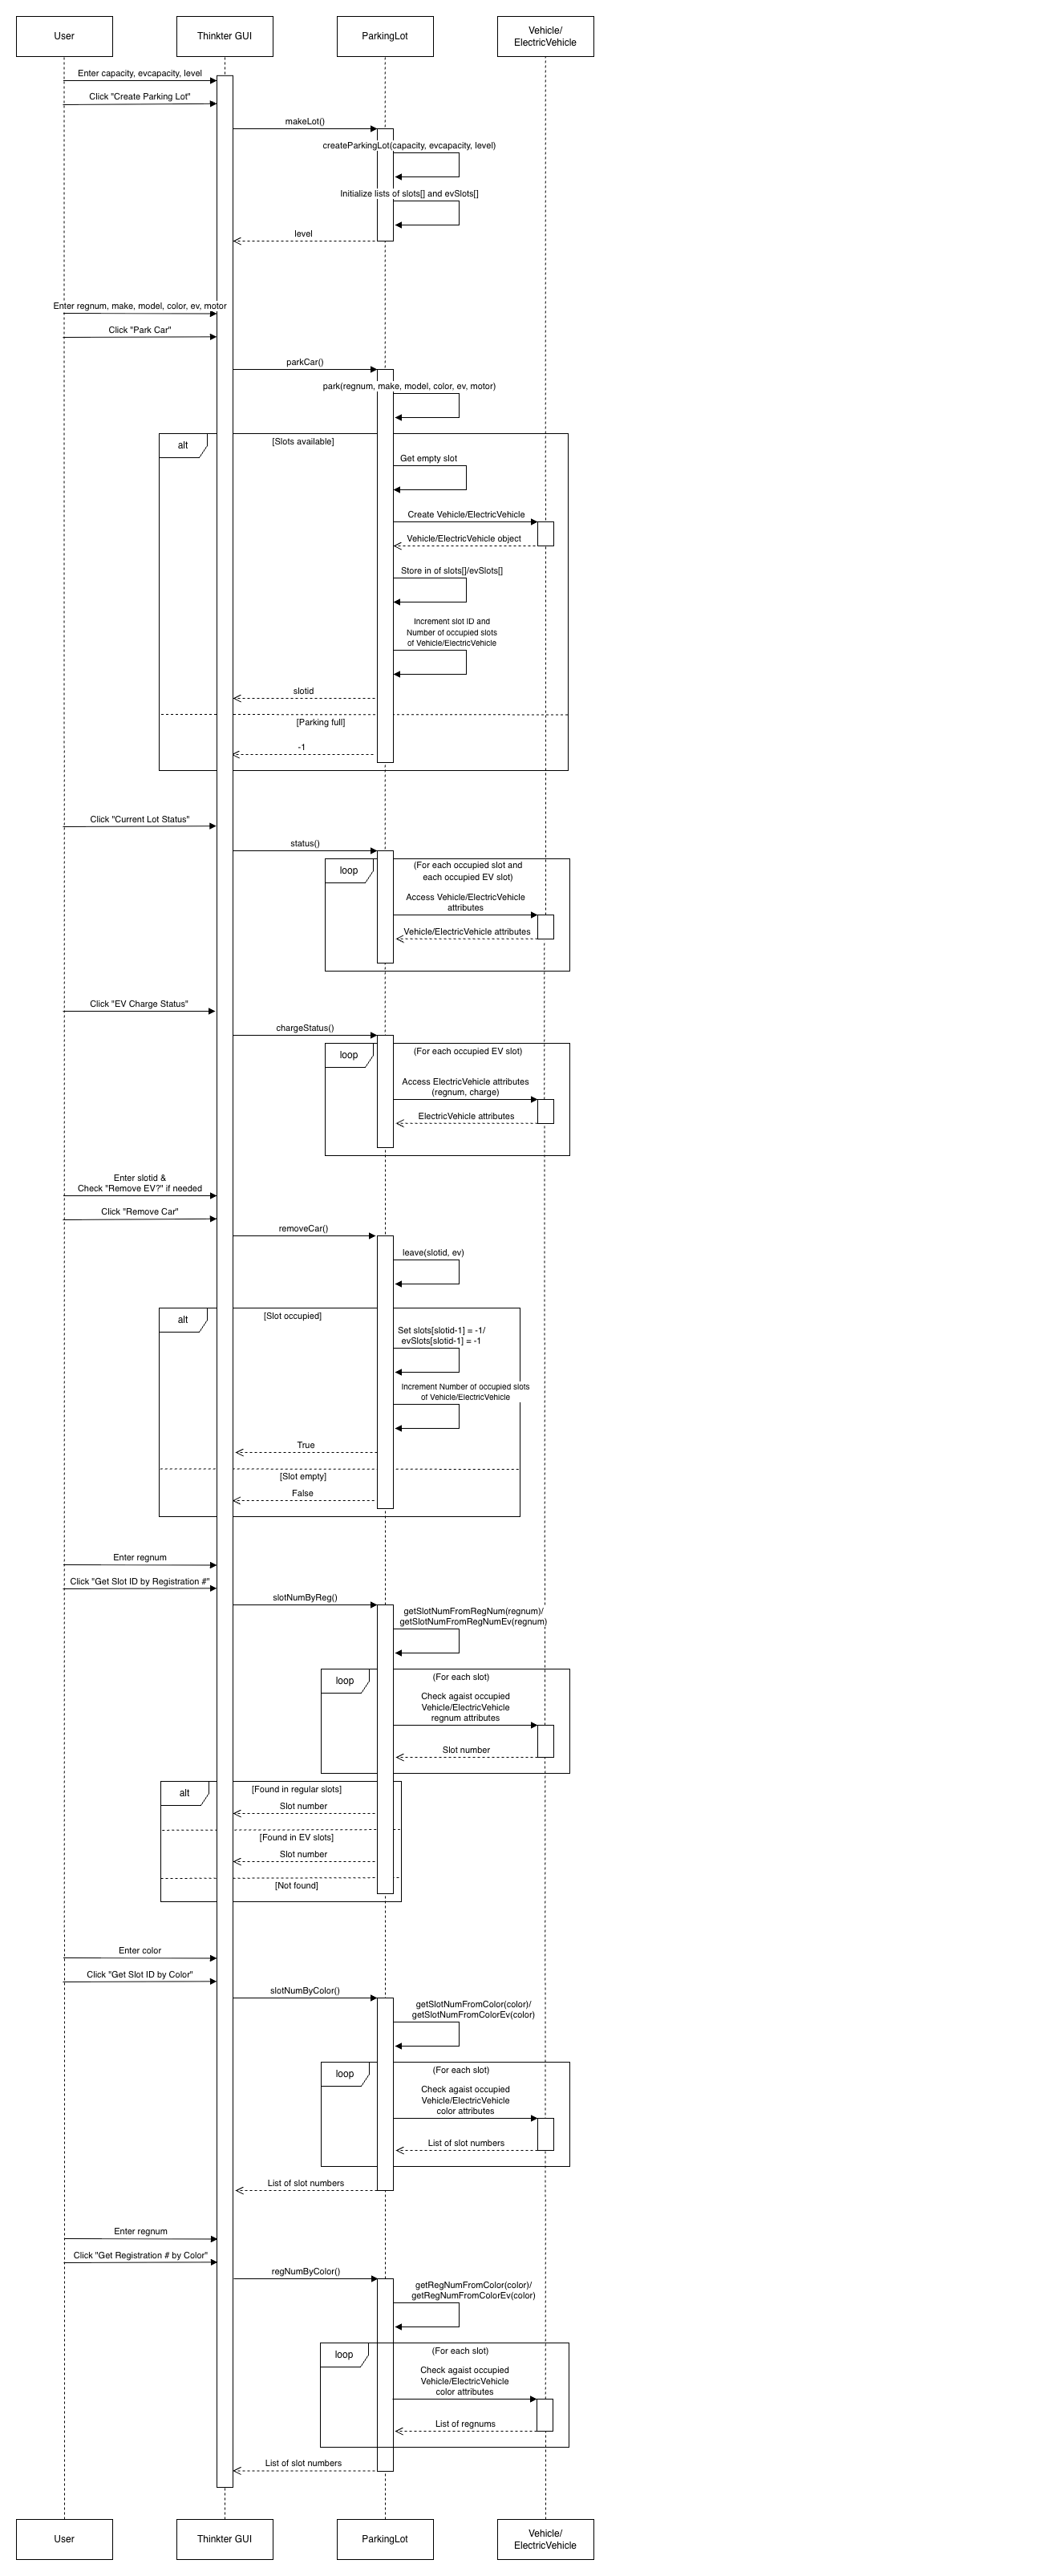 User
Thinkter GUI
ParkingLot
Vehicle/
ElectricVehicle
Enter capacity, evcapacity, level
Click "Create Parking Lot"
makeLot()
createParkingLot(capacity, evcapacity, level)
Initialize lists of slots[] and evSlots[]
level
Enter regnum, make, model, color, ev, motor
Click "Park Car"
parkCar()
park(regnum, make, model, color, ev, motor)
alt
[Slots available]
Get empty slot
Create Vehicle/ElectricVehicle
Vehicle/ElectricVehicle object
Store in of slots[]/evSlots[]
Increment slot ID and
Number of occupied slots
of Vehicle/ElectricVehicle
slotid
[Parking full]
-1
Click "Current Lot Status"
status()
loop
(For each occupied slot and
each occupied EV slot)
Access Vehicle/ElectricVehicle
attributes
Vehicle/ElectricVehicle attributes
Click "EV Charge Status"
chargeStatus()
loop
(For each occupied EV slot)
Access ElectricVehicle attributes
(regnum, charge)
ElectricVehicle attributes
Enter slotid &
Check "Remove EV?" if needed
Click "Remove Car"
removeCar()
leave(slotid, ev)
alt
[Slot occupied]
Set slots[slotid-1] = -1/
evSlots[slotid-1] = -1
Increment Number of occupied slots
of Vehicle/ElectricVehicle
True
[Slot empty]
False
Enter regnum
Click "Get Slot ID by Registration #"
slotNumByReg()
getSlotNumFromRegNum(regnum)/
getSlotNumFromRegNumEv(regnum)
loop
(For each slot)
Check agaist occupied
Vehicle/ElectricVehicle
regnum attributes
Slot number
alt
[Found in regular slots]
Slot number
[Found in EV slots]
Slot number
[Not found]
Enter color
Click "Get Slot ID by Color"
slotNumByColor()
getSlotNumFromColor(color)/
getSlotNumFromColorEv(color)
loop
(For each slot)
Check agaist occupied
Vehicle/ElectricVehicle
color attributes
List of slot numbers
List of slot numbers
Enter regnum
Click "Get Registration # by Color"
regNumByColor()
getRegNumFromColor(color)/
getRegNumFromColorEv(color)
loop
(For each slot)
Check agaist occupied
Vehicle/ElectricVehicle
color attributes
List of regnums
List of slot numbers
User
Thinkter GUI
ParkingLot
Vehicle/
ElectricVehicle